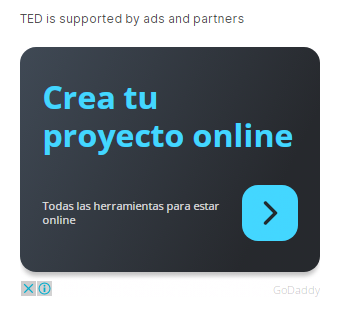 TED is supported by ads and partners
Crea tu
proyecto online
Todas las herramientas para estar
online
GoDaddy